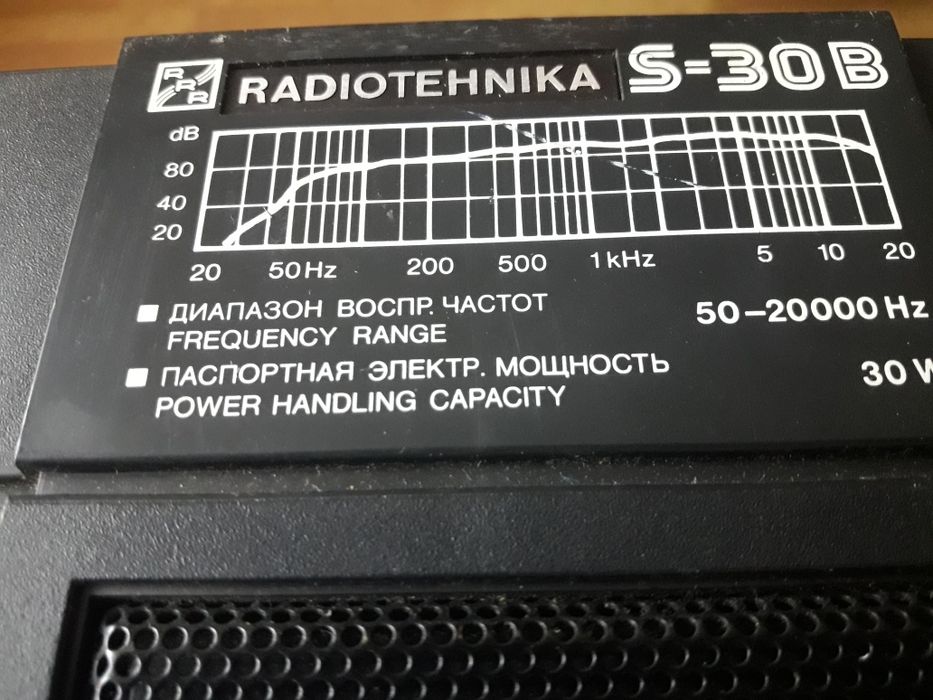 RRR RADIOTEHNIKA S-30B
dB
80
40
20
20 50Hz 200 500 1kHz 5 10 20
ДИАПАЗОН ВОСПР. ЧАСТОТ
FREQUENCY RANGE 50–20000 Hz
ПАСПОРТНАЯ ЭЛЕКТР. МОЩНОСТЬ
POWER HANDLING CAPACITY 30 W